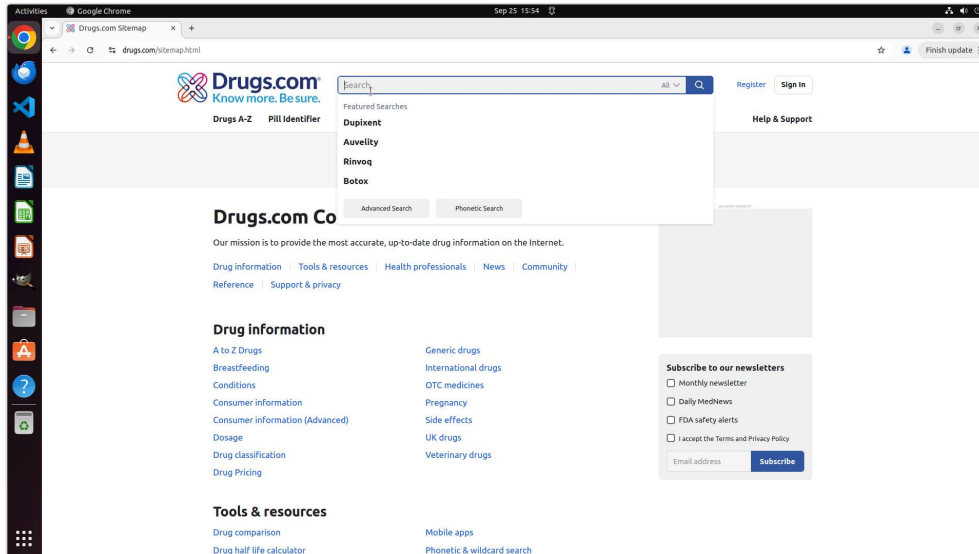 Activities Google Chrome Sep 25 15:54
Drugs.com Sitemap
drugs.com/sitemap.html Finish update
Drugs.com
Know more. Be sure.
Search All Register Sign In
Drugs A-Z Pill Identifier Help & Support
Featured Searches
Dupixent
Auvelity
Rinvoq
Botox
Advanced Search Phonetic Search
ADVERTISEMENT
Drugs.com Co
Our mission is to provide the most accurate, up-to-date drug information on the Internet.
Drug information Tools & resources Health professionals News Community
Reference Support & privacy
Drug information
A to Z Drugs Generic drugs
Breastfeeding International drugs
Conditions OTC medicines
Consumer information Pregnancy
Consumer information (Advanced) Side effects
Dosage UK drugs
Drug classification Veterinary drugs
Drug Pricing
Subscribe to our newsletters
Monthly newsletter
Daily MedNews
FDA safety alerts
I accept the Terms and Privacy Policy
Email address Subscribe
Tools & resources
Drug comparison Mobile apps
Drug half life calculator Phonetic & wildcard search